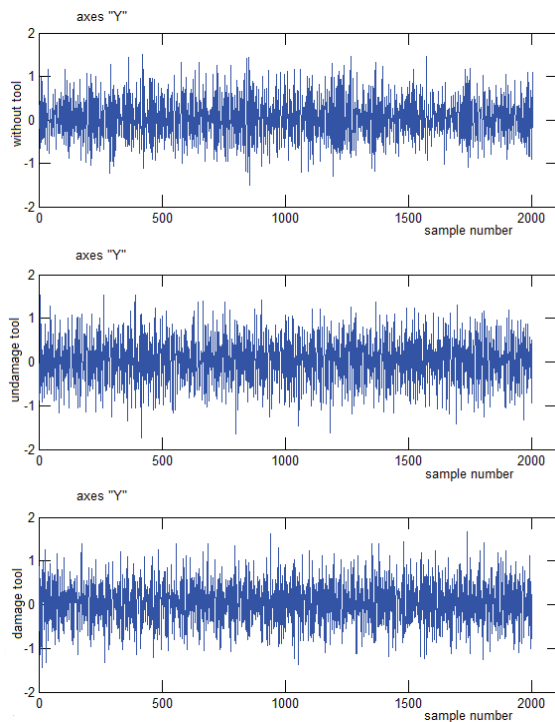 axes "Y"
without tool
2
1
0
-1
-2
0 500 1000 1500 2000
sample number
axes "Y"
undamage tool
2
1
0
-1
-2
0 500 1000 1500 2000
sample number
axes "Y"
damage tool
2
1
0
-1
-2
0 500 1000 1500 2000
sample number